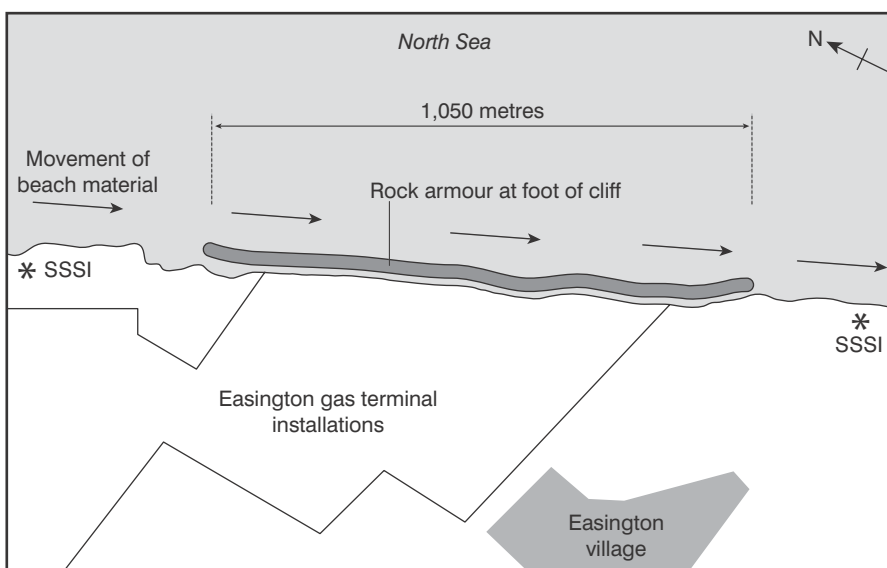 North Sea
N
1,050 metres
Movement of
beach material
Rock armour at foot of cliff
* SSSI
*
SSSI
Easington gas terminal
installations
Easington
village